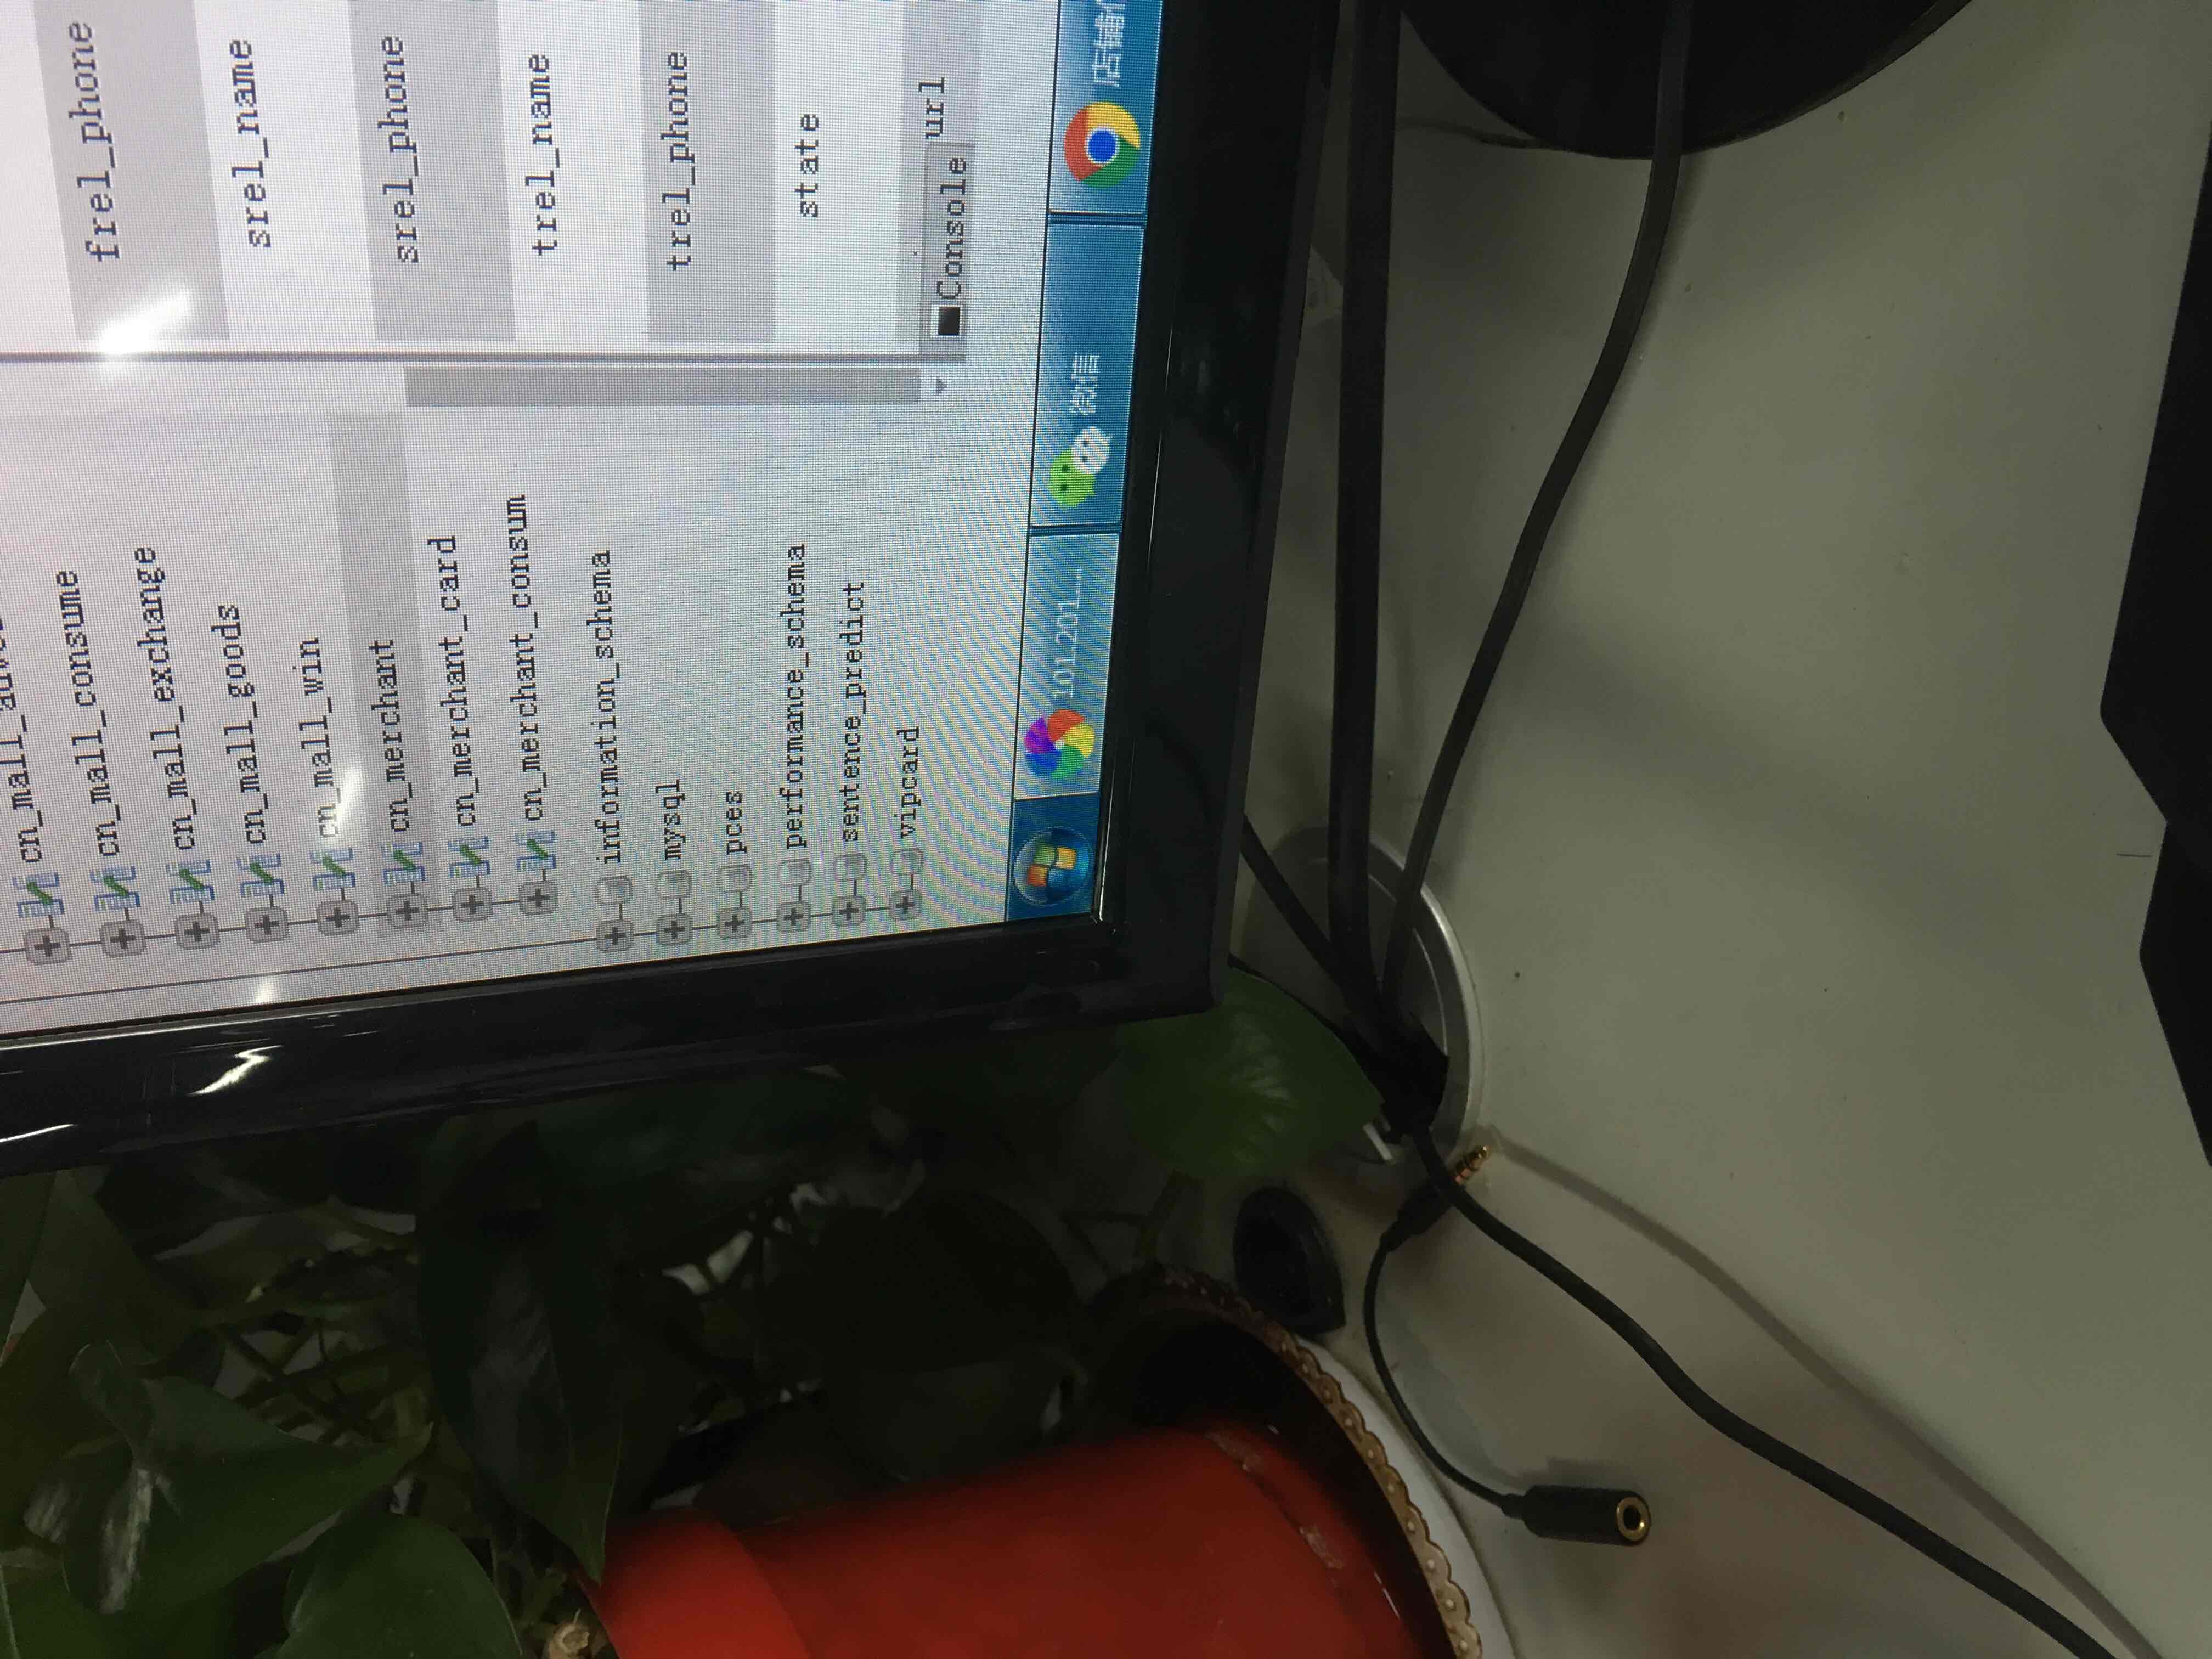 cn_mall_consume
cn_mall_exchange
cn_mall_goods
cn_mall_win
cn_merchant
cn_merchant_card
cn_merchant_consum
information_schema
mysql
pces
performance_schema
sentence_predict
vipcard
frel_phone
srel_name
srel_phone
trel_name
trel_phone
state
url
Console
101.201....
微信
店铺